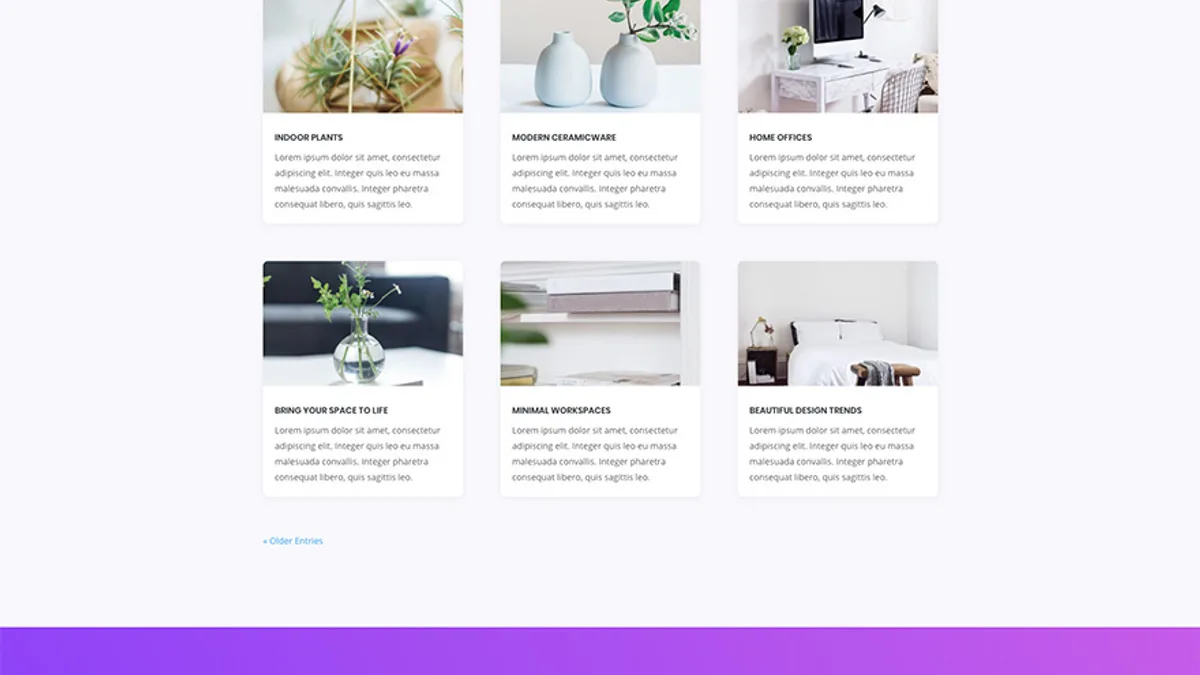 INDOOR PLANTS
Lorem ipsum dolor sit amet, consectetur
adipiscing elit. Integer quis leo eu massa
malesuada convallis. Integer pharetra
consequat libero, quis sagittis leo.
MODERN CERAMICWARE
Lorem ipsum dolor sit amet, consectetur
adipiscing elit. Integer quis leo eu massa
malesuada convallis. Integer pharetra
consequat libero, quis sagittis leo.
HOME OFFICES
Lorem ipsum dolor sit amet, consectetur
adipiscing elit. Integer quis leo eu massa
malesuada convallis. Integer pharetra
consequat libero, quis sagittis leo.
BRING YOUR SPACE TO LIFE
Lorem ipsum dolor sit amet, consectetur
adipiscing elit. Integer quis leo eu massa
malesuada convallis. Integer pharetra
consequat libero, quis sagittis leo.
MINIMAL WORKSPACES
Lorem ipsum dolor sit amet, consectetur
adipiscing elit. Integer quis leo eu massa
malesuada convallis. Integer pharetra
consequat libero, quis sagittis leo.
BEAUTIFUL DESIGN TRENDS
Lorem ipsum dolor sit amet, consectetur
adipiscing elit. Integer quis leo eu massa
malesuada convallis. Integer pharetra
consequat libero, quis sagittis leo.
« Older Entries